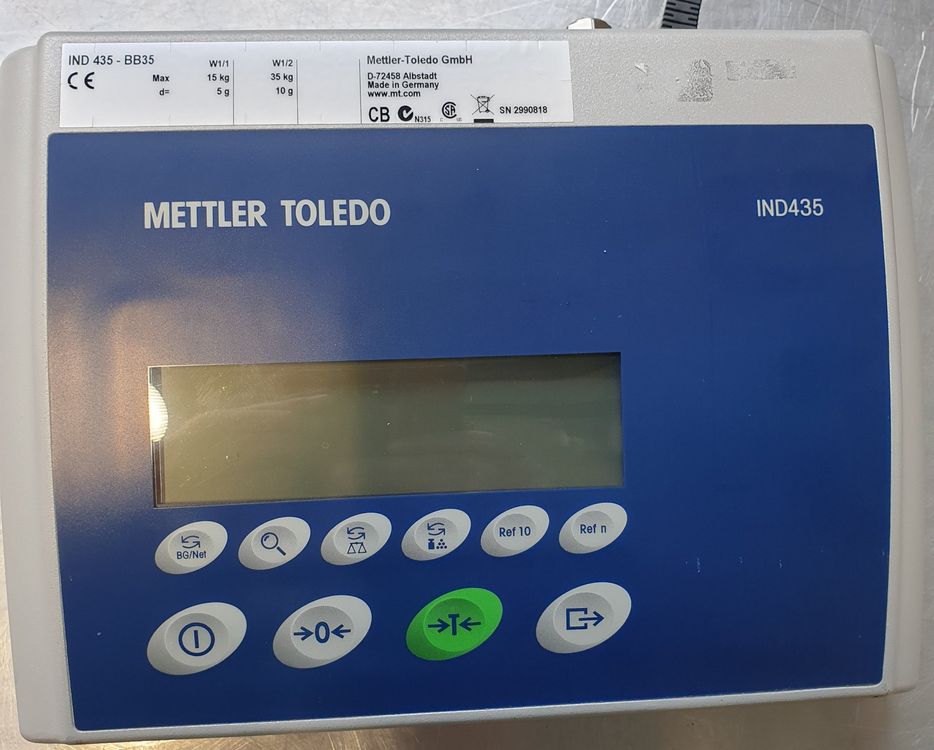 IND 435 - BB35
W1/1 W1/2
CE Max 15 kg 35 kg
d= 5 g 10 g
Mettler-Toledo GmbH
D-72458 Albstadt
Made in Germany
www.mt.com
CB N315 SN 2990818
METTLER TOLEDO
IND435
BG/Net
Ref 10
Ref n
→0←
→T←